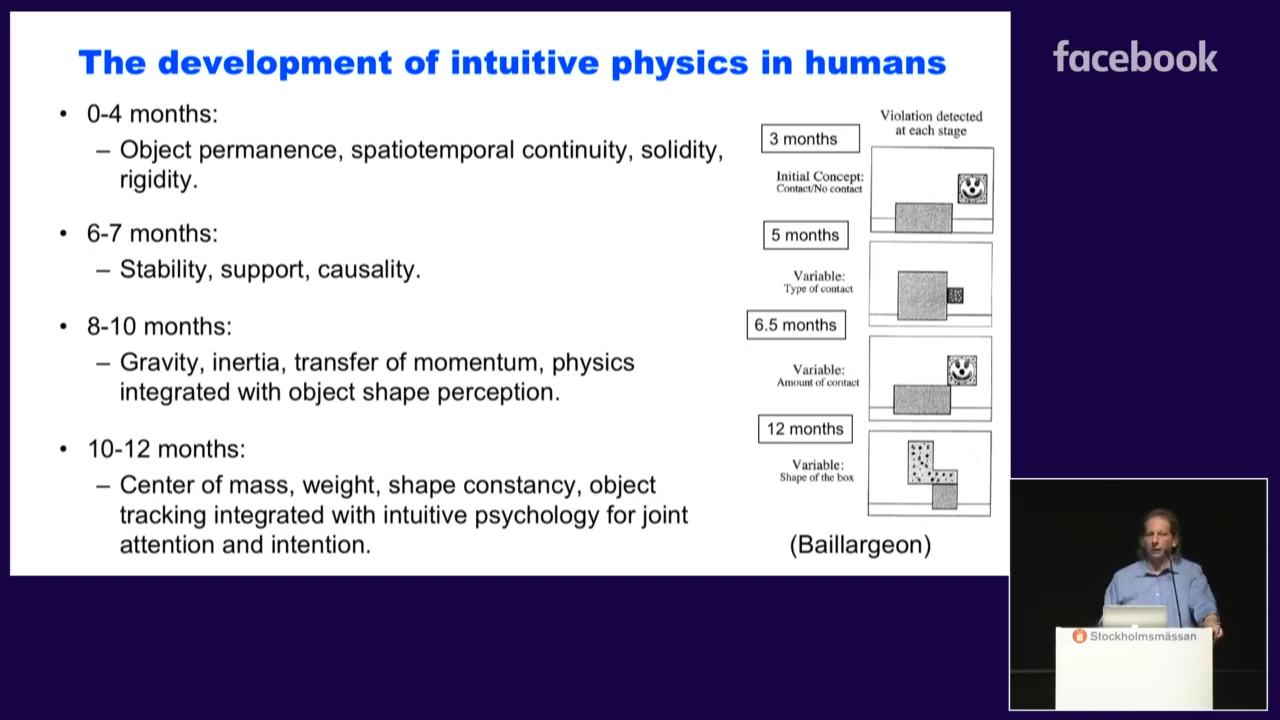 The development of intuitive physics in humans
facebook
• 0-4 months:
– Object permanence, spatiotemporal continuity, solidity,
rigidity.
• 6-7 months:
– Stability, support, causality.
• 8-10 months:
– Gravity, inertia, transfer of momentum, physics
integrated with object shape perception.
• 10-12 months:
– Center of mass, weight, shape constancy, object
tracking integrated with intuitive psychology for joint
attention and intention.
Violation detected
at each stage
3 months
Initial Concept:
Contact/No contact
5 months
Variable:
Type of contact
6.5 months
Variable:
Amount of contact
12 months
Variable:
Shape of the box
(Baillargeon)
Stockholmsmässan